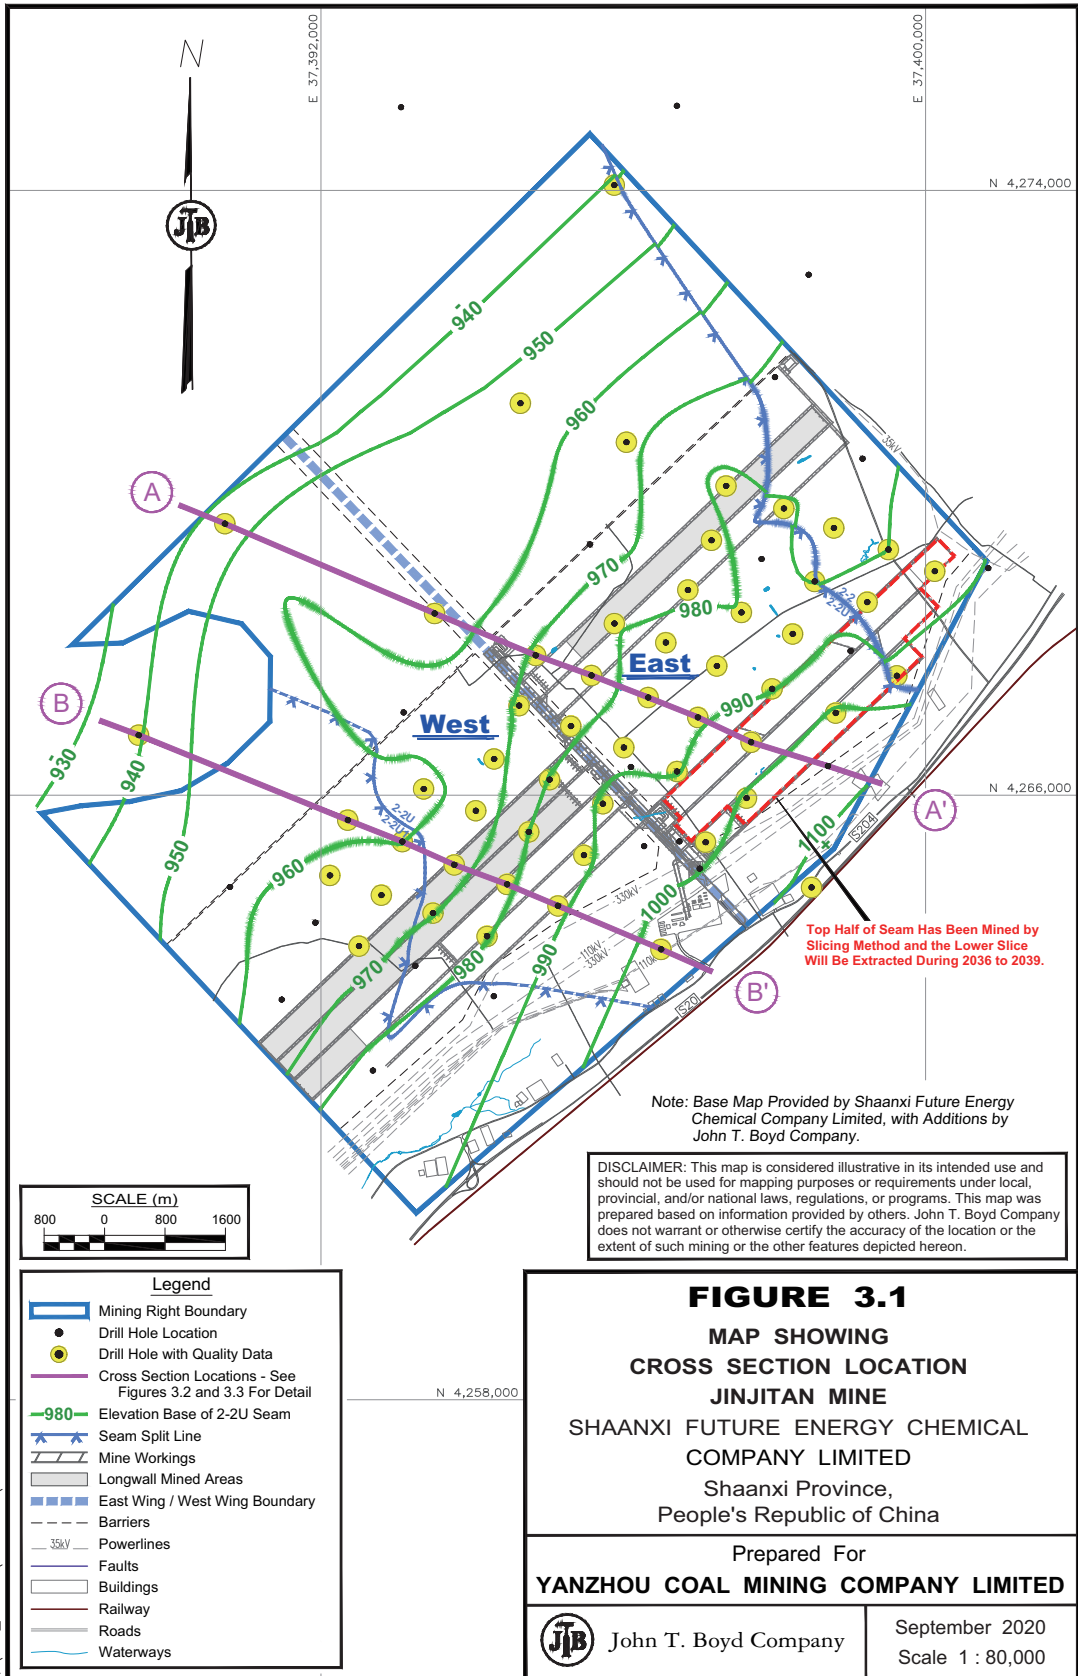 E 37,392,000
E 37,400,000
N
JTB
N 4,274,000
940
950
960
35kV
A
970
980
2-2
2-2U
East
B
West
990
930
940
N 4,266,000
A'
2-2U
2-2U1
S204
1100
950
960
330kV
1000
Top Half of Seam Has Been Mined by
Slicing Method and the Lower Slice
Will Be Extracted During 2036 to 2039.
110kV
330kV
110k
970
980
990
B'
S20
Note: Base Map Provided by Shaanxi Future Energy
Chemical Company Limited, with Additions by
John T. Boyd Company.
DISCLAIMER: This map is considered illustrative in its intended use and
should not be used for mapping purposes or requirements under local,
provincial, and/or national laws, regulations, or programs. This map was
prepared based on information provided by others. John T. Boyd Company
does not warrant or otherwise certify the accuracy of the location or the
extent of such mining or the other features depicted hereon.
SCALE (m)
800 0 800 1600
N 4,258,000
Legend
Mining Right Boundary
Drill Hole Location
Drill Hole with Quality Data
Cross Section Locations - See
Figures 3.2 and 3.3 For Detail
980 Elevation Base of 2-2U Seam
Seam Split Line
Mine Workings
Longwall Mined Areas
East Wing / West Wing Boundary
Barriers
35kV Powerlines
Faults
Buildings
Railway
Roads
Waterways
FIGURE 3.1
MAP SHOWING
CROSS SECTION LOCATION
JINJITAN MINE
SHAANXI FUTURE ENERGY CHEMICAL
COMPANY LIMITED
Shaanxi Province,
People's Republic of China
Prepared For
YANZHOU COAL MINING COMPANY LIMITED
JTB John T. Boyd Company
September 2020
Scale 1 : 80,000